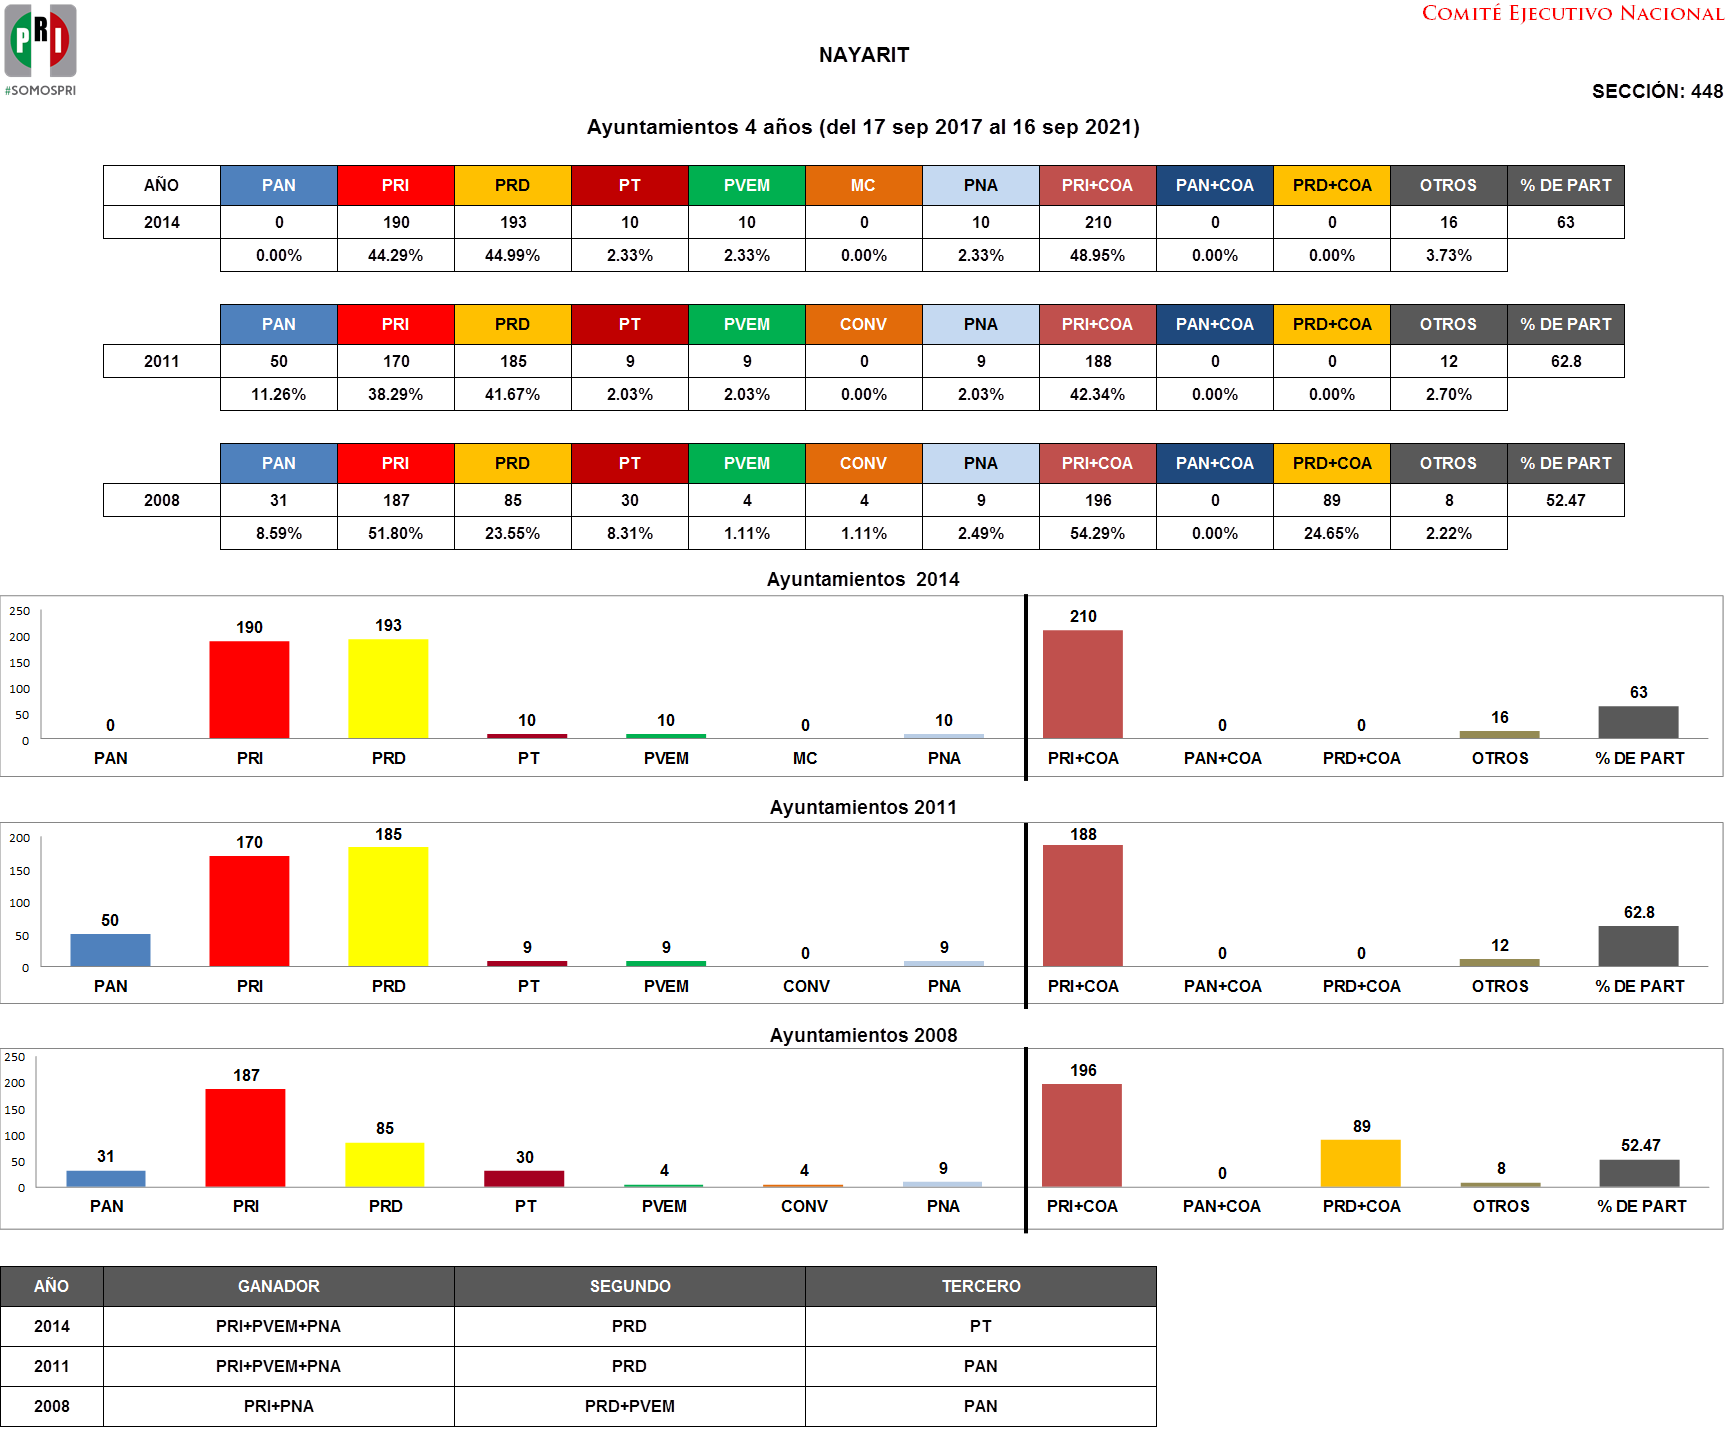 COMITÉ EJECUTIVO NACIONAL
PRI
#SOMOSPRI
NAYARIT
SECCIÓN: 448
Ayuntamientos 4 años (del 17 sep 2017 al 16 sep 2021)
AÑO PAN PRI PRD PT PVEM MC PNA PRI+COA PAN+COA PRD+COA OTROS % DE PART
2014 0 190 193 10 10 0 10 210 0 0 16 63
0.00% 44.29% 44.99% 2.33% 2.33% 0.00% 2.33% 48.95% 0.00% 0.00% 3.73%
PAN PRI PRD PT PVEM CONV PNA PRI+COA PAN+COA PRD+COA OTROS % DE PART
2011 50 170 185 9 9 0 9 188 0 0 12 62.8
11.26% 38.29% 41.67% 2.03% 2.03% 0.00% 2.03% 42.34% 0.00% 0.00% 2.70%
PAN PRI PRD PT PVEM CONV PNA PRI+COA PAN+COA PRD+COA OTROS % DE PART
2008 31 187 85 30 4 4 9 196 0 89 8 52.47
8.59% 51.80% 23.55% 8.31% 1.11% 1.11% 2.49% 54.29% 0.00% 24.65% 2.22%
Ayuntamientos 2014
250
200
150
100
50
0
0 190 193 10 10 0 10 210 0 0 16 63
PAN PRI PRD PT PVEM MC PNA PRI+COA PAN+COA PRD+COA OTROS % DE PART
Ayuntamientos 2011
200
150
100
50
0
50 170 185 9 9 0 9 188 0 0 12 62.8
PAN PRI PRD PT PVEM CONV PNA PRI+COA PAN+COA PRD+COA OTROS % DE PART
Ayuntamientos 2008
250
200
150
100
50
0
31 187 85 30 4 4 9 196 0 89 8 52.47
PAN PRI PRD PT PVEM CONV PNA PRI+COA PAN+COA PRD+COA OTROS % DE PART
AÑO GANADOR SEGUNDO TERCERO
2014 PRI+PVEM+PNA PRD PT
2011 PRI+PVEM+PNA PRD PAN
2008 PRI+PNA PRD+PVEM PAN